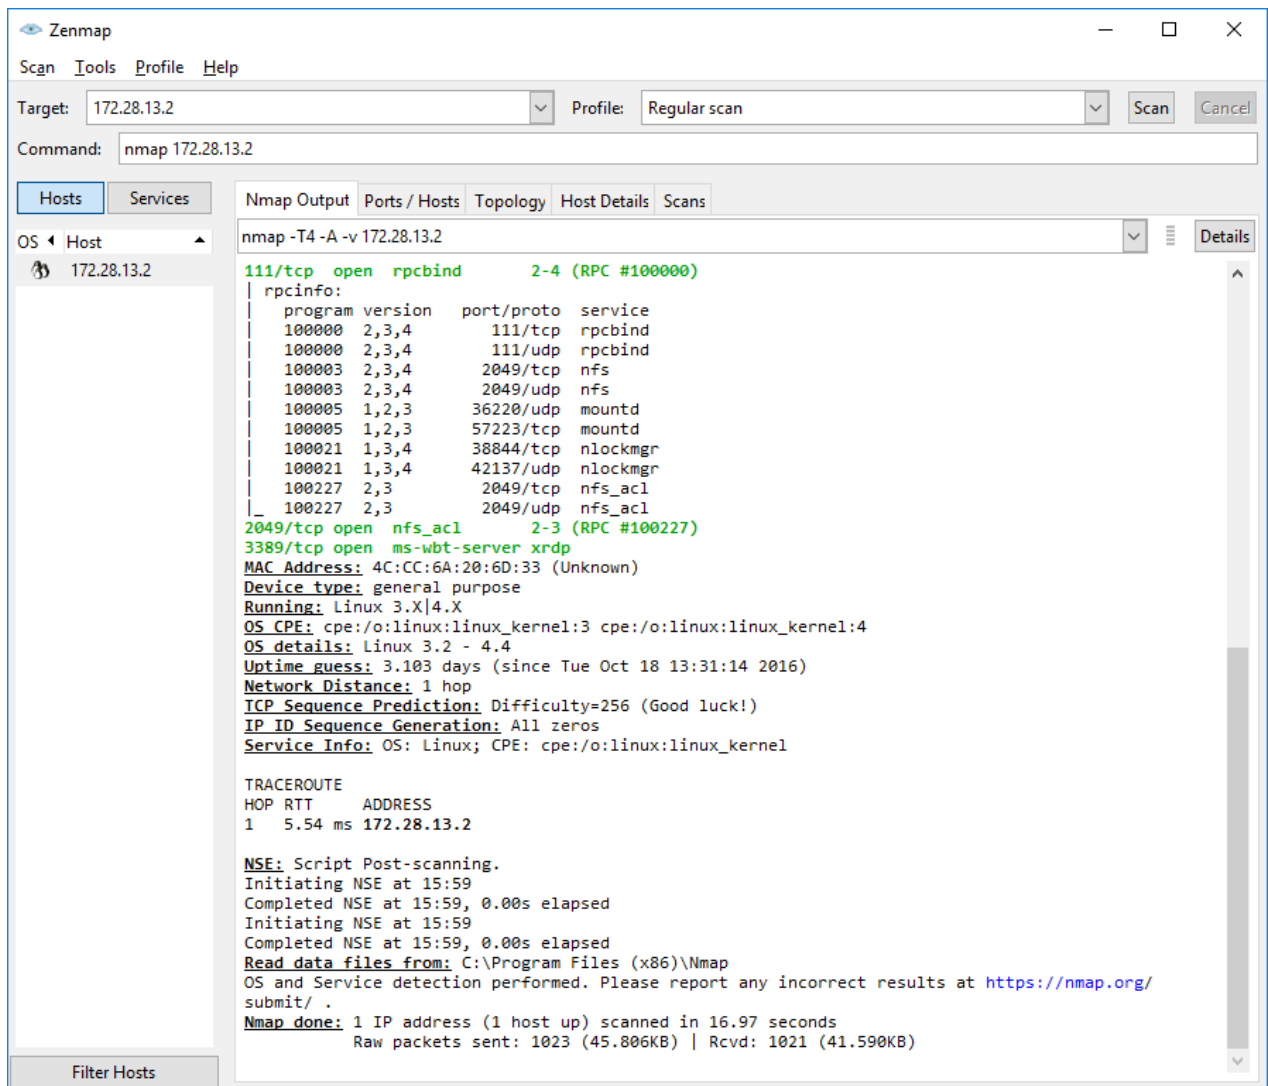 Zenmap
Scan Tools Profile Help
Target: 172.28.13.2 Profile: Regular scan Scan Cancel
Command: nmap 172.28.13.2
Hosts Services Nmap Output Ports / Hosts Topology Host Details Scans
OS Host nmap -T4 -A -v 172.28.13.2 Details
172.28.13.2
111/tcp open rpcbind 2-4 (RPC #100000)
| rpcinfo:
| program version port/proto service
| 100000 2,3,4 111/tcp rpcbind
| 100000 2,3,4 111/udp rpcbind
| 100003 2,3,4 2049/tcp nfs
| 100003 2,3,4 2049/udp nfs
| 100005 1,2,3 36220/udp mountd
| 100005 1,2,3 57223/tcp mountd
| 100021 1,3,4 38844/tcp nlockmgr
| 100021 1,3,4 42137/udp nlockmgr
| 100227 2,3 2049/tcp nfs_acl
|_ 100227 2,3 2049/udp nfs_acl
2049/tcp open nfs_acl 2-3 (RPC #100227)
3389/tcp open ms-wbt-server xrdp
MAC Address: 4C:CC:6A:20:6D:33 (Unknown)
Device type: general purpose
Running: Linux 3.X|4.X
OS CPE: cpe:/o:linux:linux_kernel:3 cpe:/o:linux:linux_kernel:4
OS details: Linux 3.2 - 4.4
Uptime guess: 3.103 days (since Tue Oct 18 13:31:14 2016)
Network Distance: 1 hop
TCP Sequence Prediction: Difficulty=256 (Good luck!)
IP ID Sequence Generation: All zeros
Service Info: OS: Linux; CPE: cpe:/o:linux:linux_kernel
TRACEROUTE
HOP RTT ADDRESS
1 5.54 ms 172.28.13.2
NSE: Script Post-scanning.
Initiating NSE at 15:59
Completed NSE at 15:59, 0.00s elapsed
Initiating NSE at 15:59
Completed NSE at 15:59, 0.00s elapsed
Read data files from: C:\Program Files (x86)\Nmap
OS and Service detection performed. Please report any incorrect results at https://nmap.org/
submit/ .
Nmap done: 1 IP address (1 host up) scanned in 16.97 seconds
Raw packets sent: 1023 (45.806KB) | Rcvd: 1021 (41.590KB)
Filter Hosts